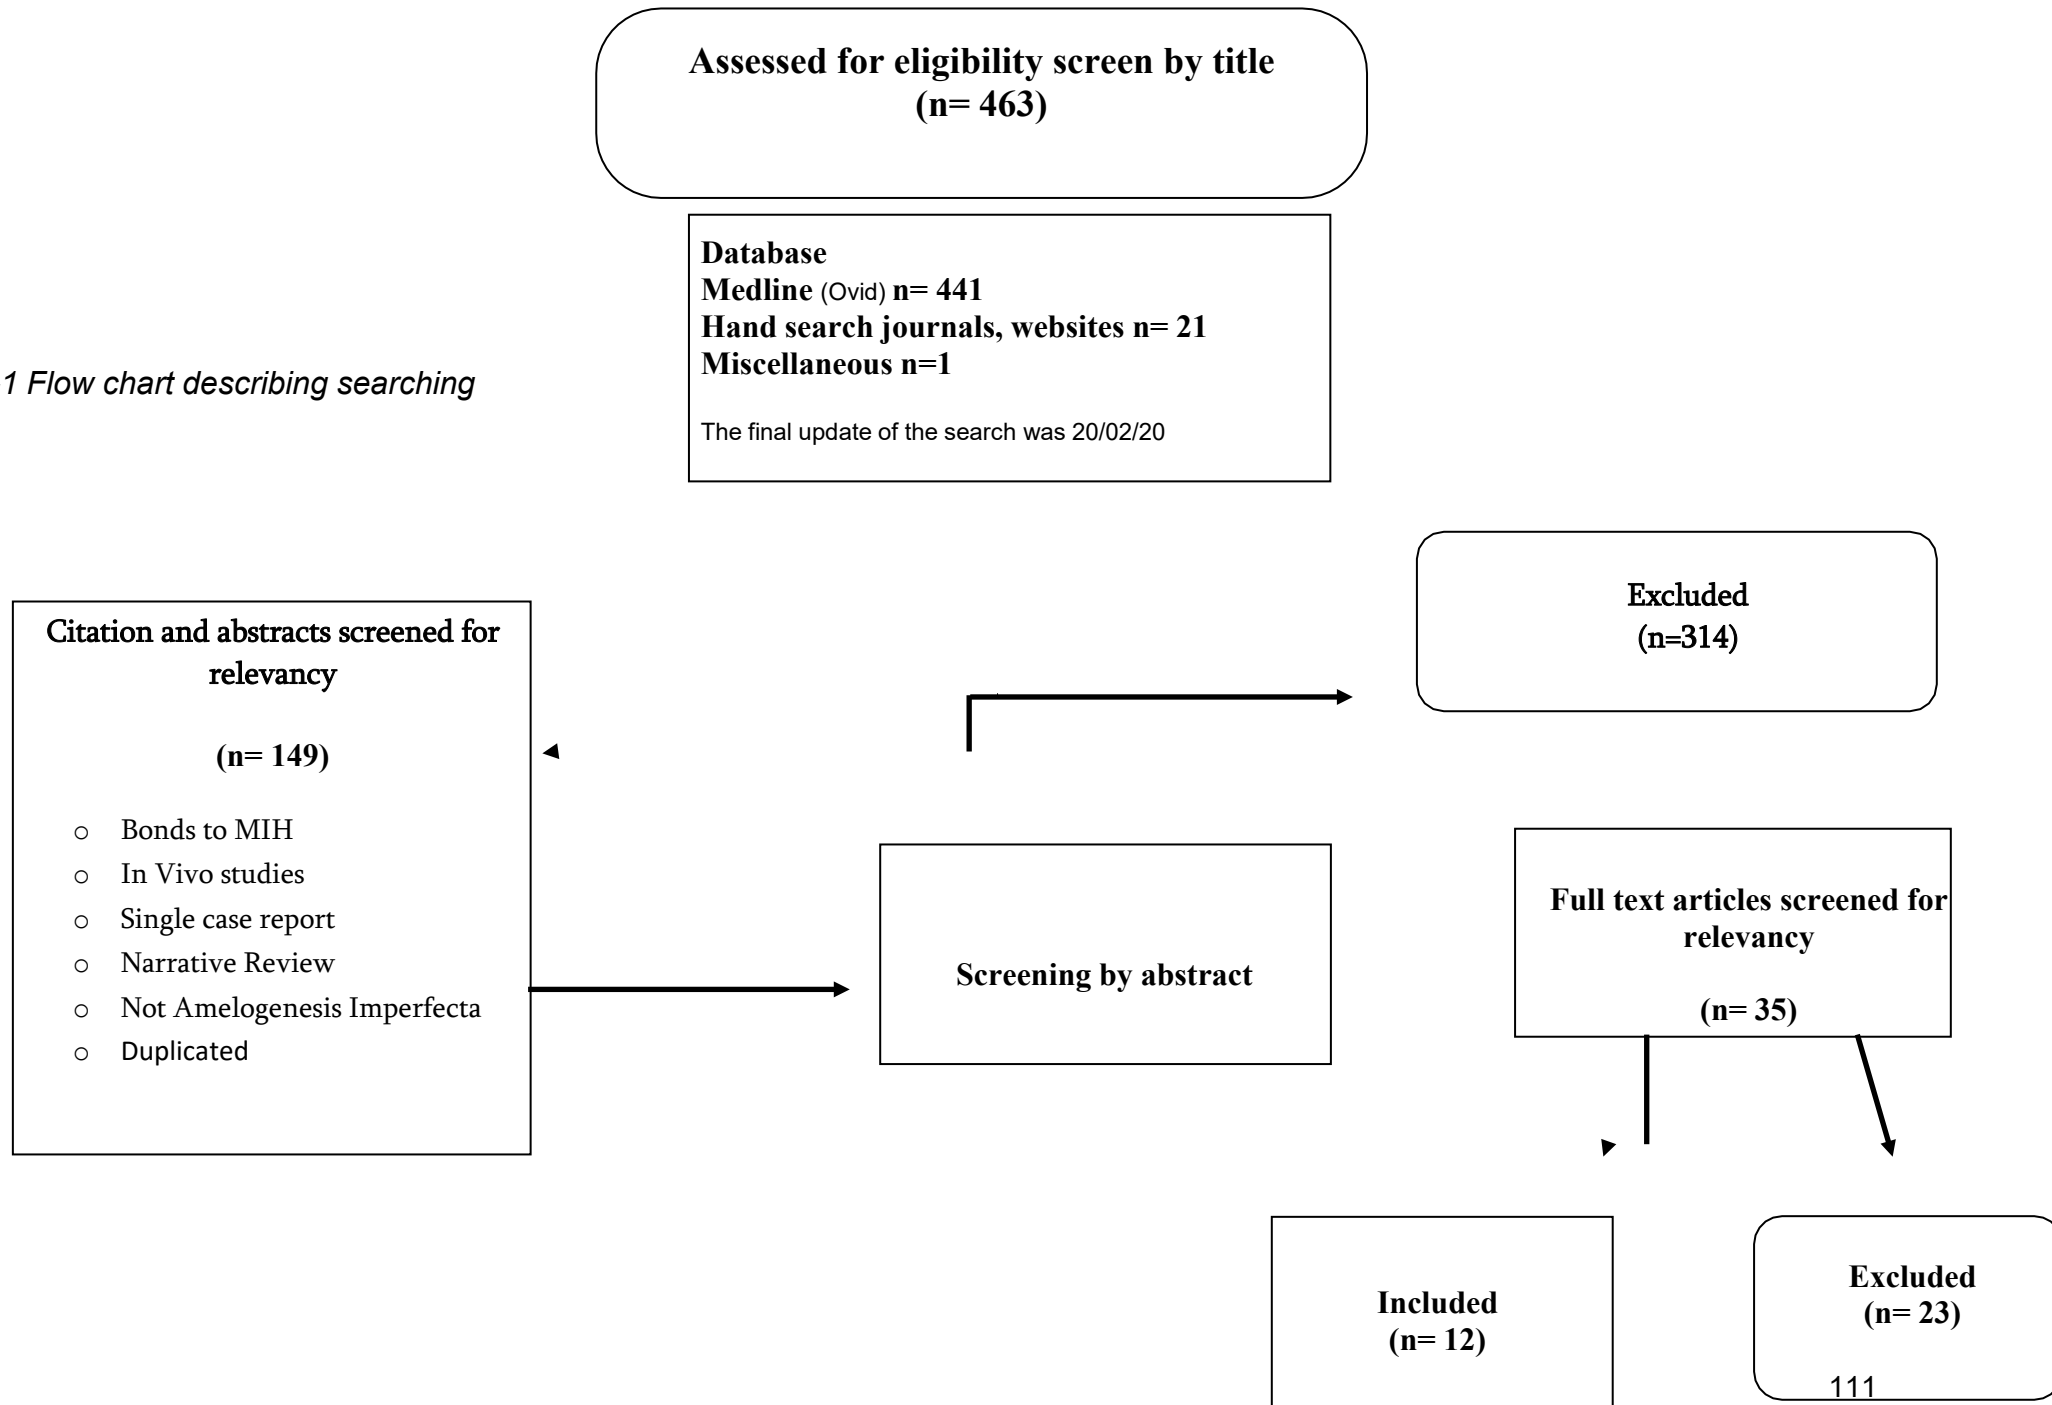 Assessed for eligibility screen by title
(n= 463)
Database
Medline (Ovid) n= 441
Hand search journals, websites n= 21
Miscellaneous n=1
The final update of the search was 20/02/20
1 Flow chart describing searching
Excluded
(n=314)
Citation and abstracts screened for
relevancy
(n= 149)
o Bonds to MIH
o In Vivo studies
o Single case report
o Narrative Review
o Not Amelogenesis Imperfecta
o Duplicated
Screening by abstract
Full text articles screened for
relevancy
(n= 35)
Included
(n= 12)
Excluded
(n= 23)
111